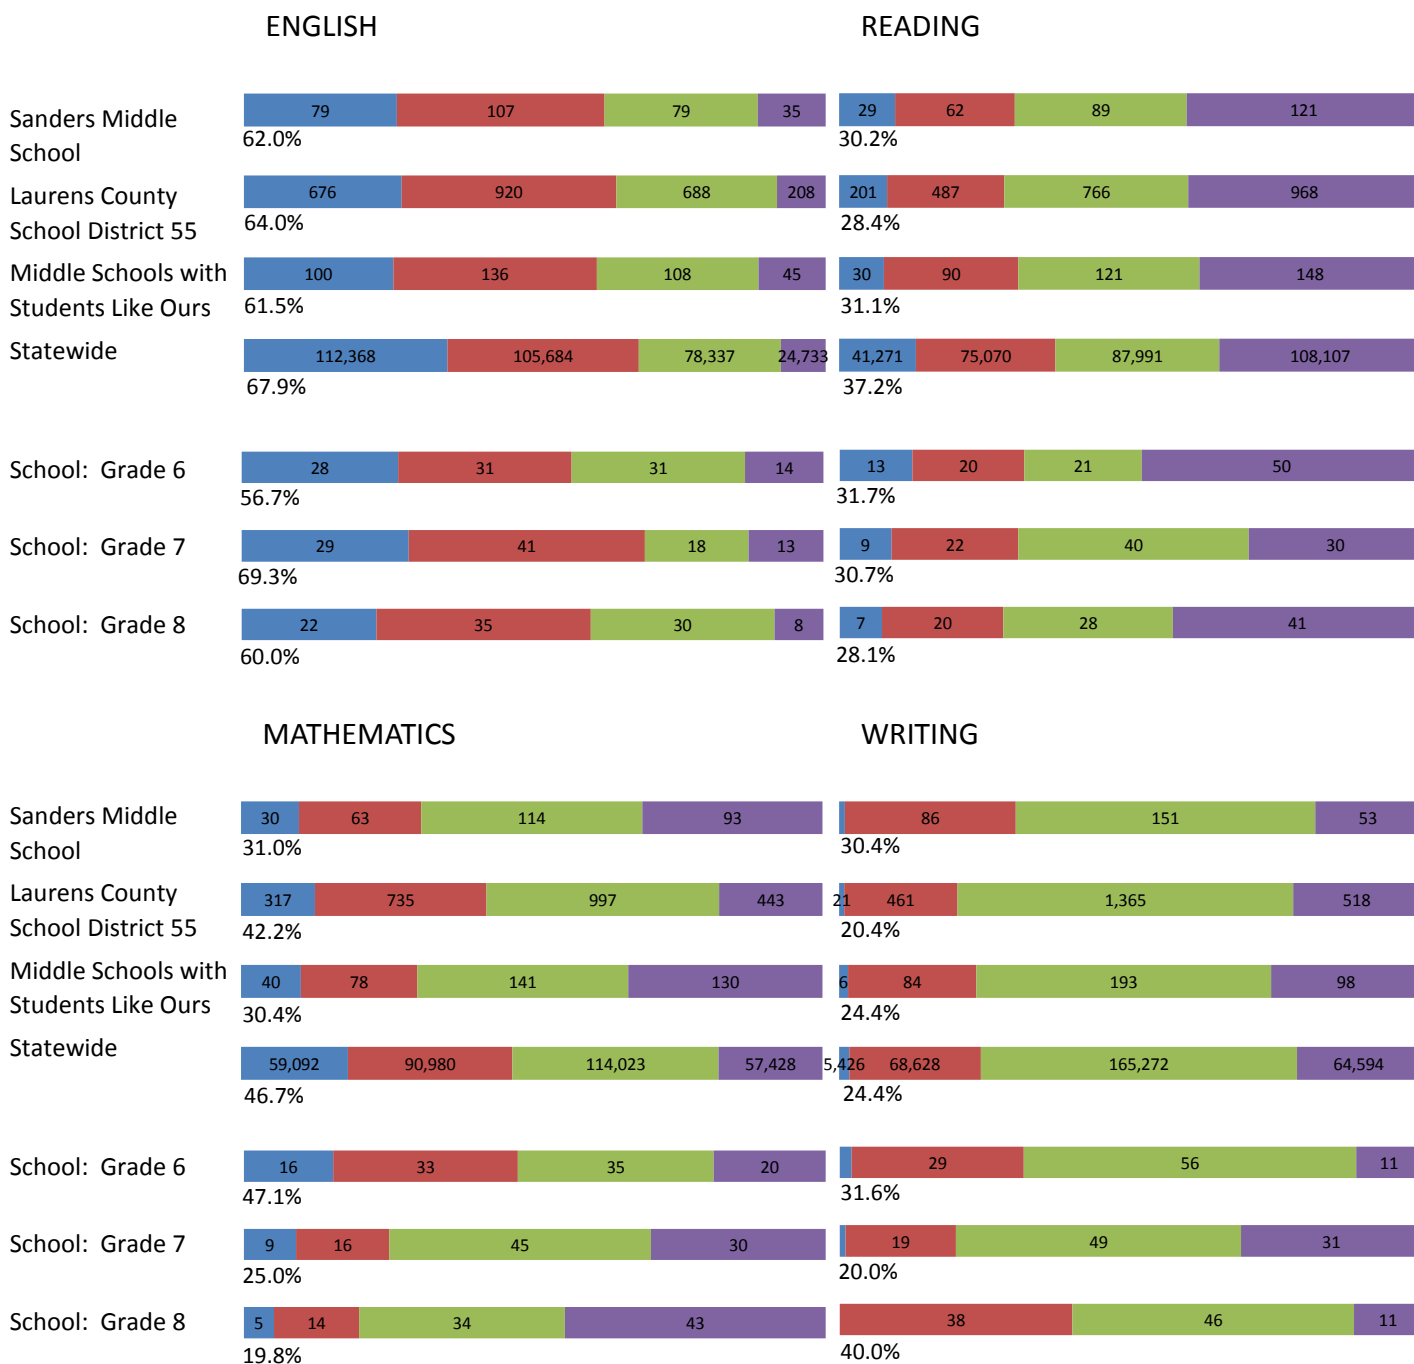 ENGLISH READING
Sanders Middle 79 107 79 35 29 62 89 121
School 62.0% 30.2%
Laurens County 676 920 688 208 201 487 766 968
School District 55 64.0% 28.4%
Middle Schools with 100 136 108 45 30 90 121 148
Students Like Ours 61.5% 31.1%
Statewide 112,368 105,684 78,337 24,733 41,271 75,070 87,991 108,107
67.9% 37.2%
School: Grade 6 28 31 31 14 13 20 21 50
56.7% 31.7%
School: Grade 7 29 41 18 13 9 22 40 30
69.3% 30.7%
School: Grade 8 22 35 30 8 7 20 28 41
60.0% 28.1%
MATHEMATICS WRITING
Sanders Middle 30 63 114 93 86 151 53
School 31.0% 30.4%
Laurens County 317 735 997 443 21 461 1,365 518
School District 55 42.2% 20.4%
Middle Schools with 40 78 141 130 6 84 193 98
Students Like Ours 30.4% 24.4%
Statewide 59,092 90,980 114,023 57,428 5,426 68,628 165,272 64,594
46.7% 24.4%
School: Grade 6 16 33 35 20 29 56 11
47.1% 31.6%
School: Grade 7 9 16 45 30 19 49 31
25.0% 20.0%
School: Grade 8 5 14 34 43 38 46 11
19.8% 40.0%